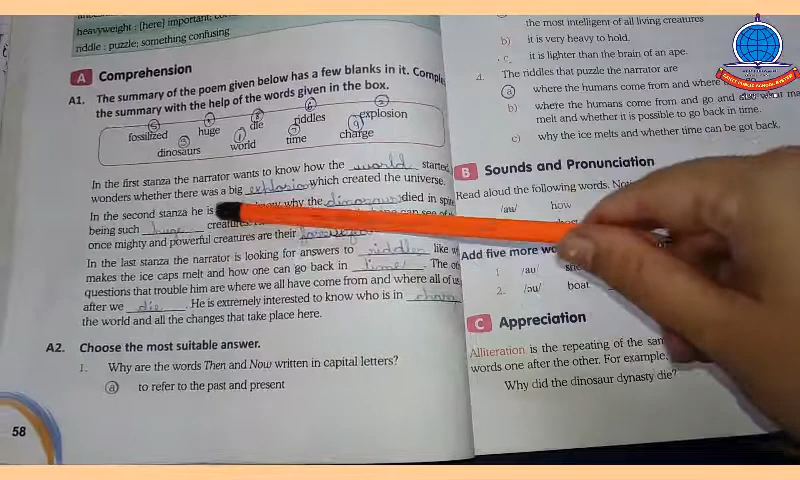 heavyweight : [here] important;
riddle : puzzle; something confusing
A Comprehension
A1. The summary of the poem given below has a few blanks in it. Comple
the summary with the help of the words given in the box.
fossilized huge die riddles explosion
dinosaurs world time charge
In the first stanza the narrator wants to know how the world started,
wonders whether there was a big explosion which created the universe.
In the second stanza he is why the dinosaurs died in spite
being such huge creatures
once mighty and powerful creatures are their
In the last stanza the narrator is looking for answers to riddles like w
makes the ice caps melt and how one can go back in time. The
questions that trouble him are where we all have come from and where all of us
after we die. He is extremely interested to know who is in
the world and all the changes that take place here.
A2. Choose the most suitable answer.
1. Why are the words Then and Now written in capital letters?
a to refer to the past and present
58
the most intelligent of all living creatures
b) it is very heavy to hold.
c. it is lighter than the brain of an ape.
d. The riddles that puzzle the narrator are
a where the humans come from and where
b) where the humans come from and go and also what ma
melt and whether it is possible to go back in time.
c) why the ice melts and whether time can be got back.
B Sounds and Pronunciation
Read aloud the following words.
/au/ how
Add five more wo
1 /au/
2. /əu/ boat
C Appreciation
Alliteration is the repeating of the sam
words one after the other. For example,
Why did the dinosaur dynasty die?